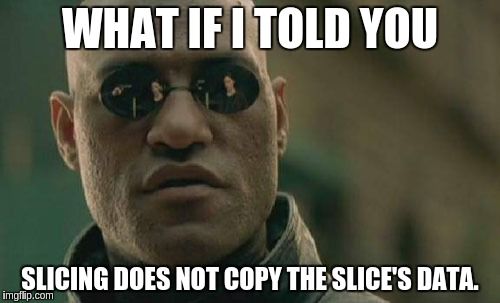 WHAT IF I TOLD YOU
SLICING DOES NOT COPY THE SLICE'S DATA.
imgflip.com